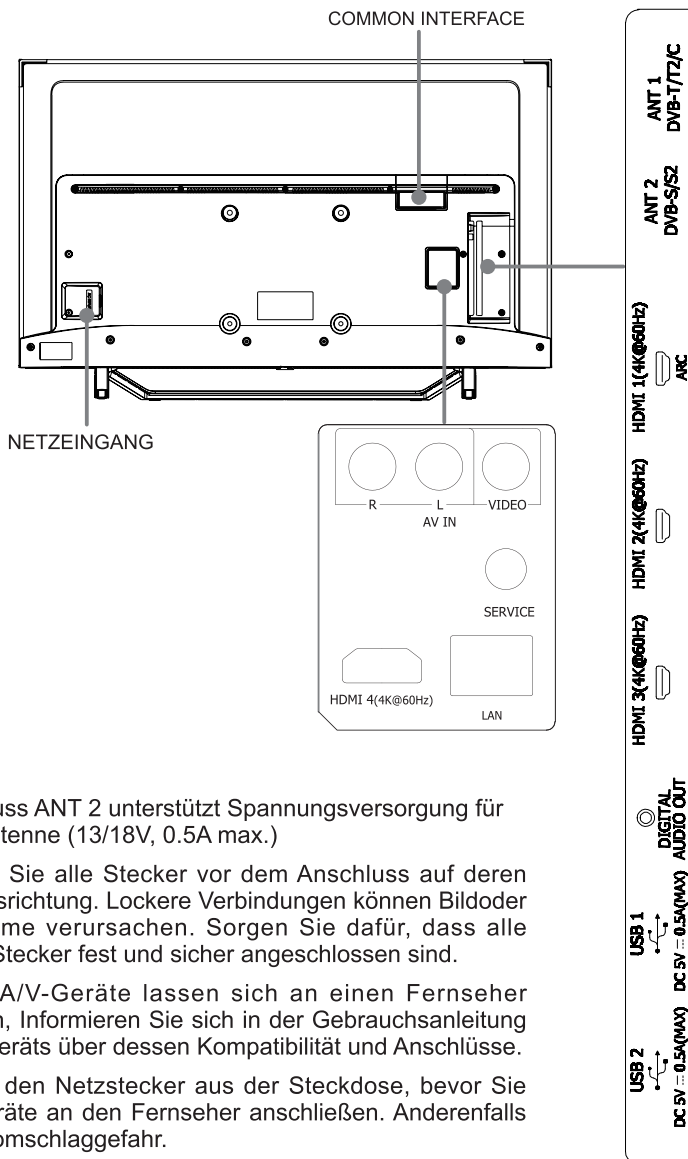 COMMON INTERFACE
NETZEINGANG
R
L
VIDEO
AV IN
SERVICE
HDMI 4(4K@60Hz)
LAN
ANT 1
DVB-T/T2/C
ANT 2
DVB-S/S2
HDMI 1(4K@60Hz)
ARC
HDMI 2(4K@60Hz)
HDMI 3(4K@60Hz)
DIGITAL
AUDIO OUT
USB 1
DC 5V ⎓ 0.5A(MAX)
USB 2
DC 5V ⎓ 0.5A(MAX)
uss ANT 2 unterstützt Spannungsversorgung für
tenne (13/18V, 0.5A max.)
Sie alle Stecker vor dem Anschluss auf deren
srichtung. Lockere Verbindungen können Bildoder
me verursachen. Sorgen Sie dafür, dass alle
Stecker fest und sicher angeschlossen sind.
A/V-Geräte lassen sich an einen Fernseher
n, Informieren Sie sich in der Gebrauchsanleitung
eräts über dessen Kompatibilität und Anschlüsse.
den Netzstecker aus der Steckdose, bevor Sie
räte an den Fernseher anschließen. Anderenfalls
omschlaggefahr.